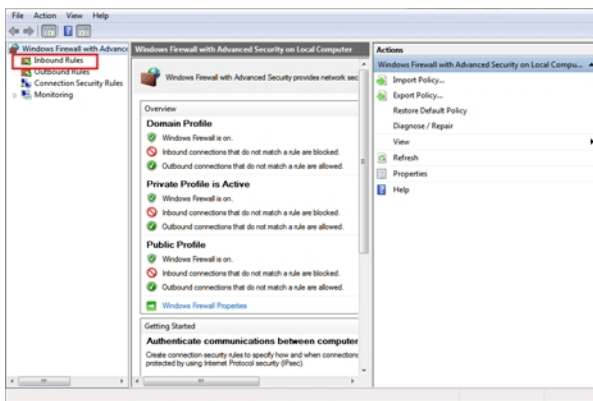 File Action View Help
Windows Firewall with Advance
Inbound Rules
Outbound Rules
Connection Security Rules
Monitoring
Windows Firewall with Advanced Security on Local Computer
Windows Firewall with Advanced Security provides network sec
Overview
Domain Profile
Windows Firewall is on.
Inbound connections that do not match a rule are blocked.
Outbound connections that do not match a rule are allowed.
Private Profile is Active
Windows Firewall is on.
Inbound connections that do not match a rule are blocked.
Outbound connections that do not match a rule are allowed.
Public Profile
Windows Firewall is on.
Inbound connections that do not match a rule are blocked.
Outbound connections that do not match a rule are allowed.
Windows Firewall Properties
Getting Started
Authenticate communications between computer
Create connection security rules to specify how and when connections
protected by using Internet Protocol security (IPsec).
Actions
Windows Firewall with Advanced Security on Local Compu...
Import Policy...
Export Policy...
Restore Default Policy
Diagnose / Repair
View
Refresh
Properties
Help